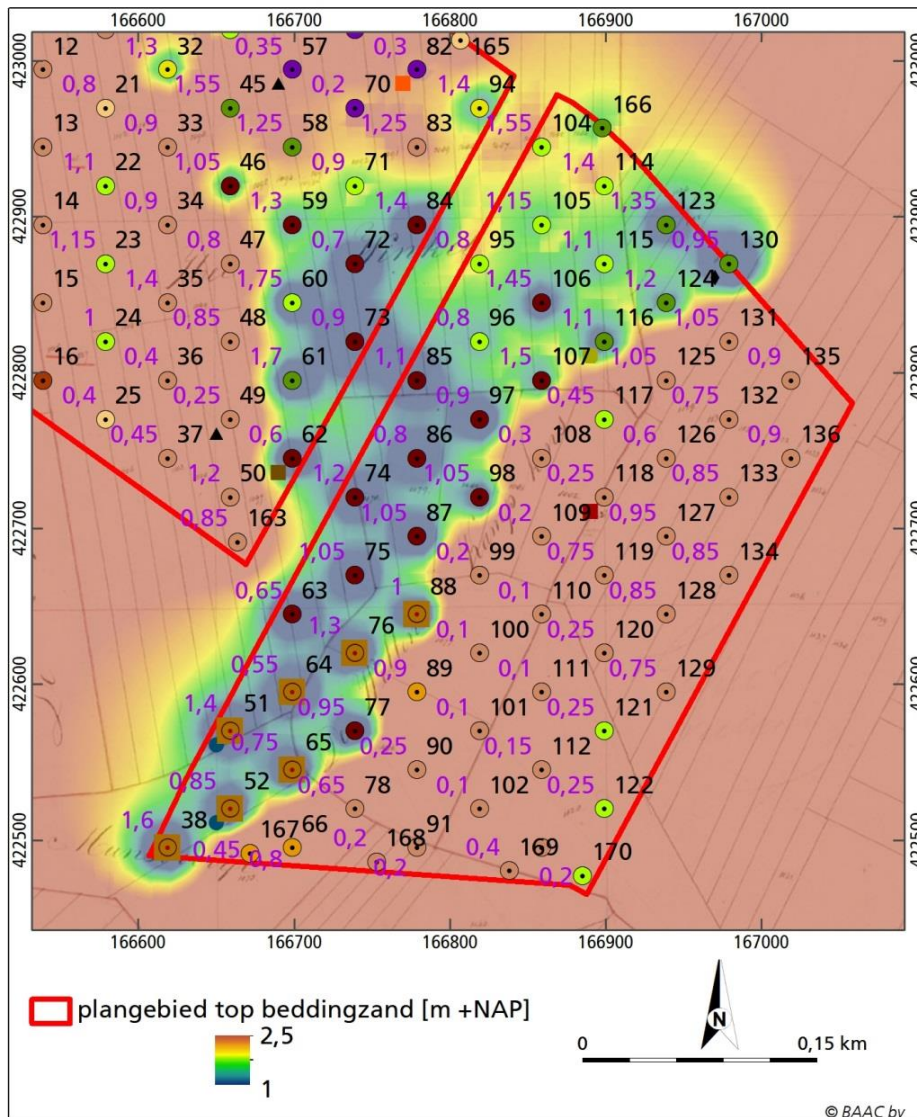 166600 166700 166800 166900 167000
423000 423000
12 1,3 32 0,35 57 0,3 82 165
0,8 21 1,55 45 0,2 70 1,4 94
13 0,9 33 1,25 58 1,25 83 1,55 104 166
1,1 22 1,05 46 0,9 71 1,4 114
14 0,9 34 1,3 59 1,4 84 1,15 105 1,35 123
422900 422900
1,15 23 0,8 47 0,7 72 0,8 95 1,1 115 0,95 130
15 1,4 35 1,75 60 1,45 106 1,2 124
1 24 0,85 48 0,9 73 0,8 96 1,1 116 1,05 131
16 0,4 36 1,7 61 1,1 85 1,5 107 1,05 125 0,9 135
422800 422800
0,4 25 0,25 49 0,9 97 0,45 117 0,75 132
0,45 37 0,6 62 0,8 86 0,3 108 0,6 126 0,9 136
1,2 50 1,2 74 1,05 98 0,25 118 0,85 133
0,85 163 1,05 87 0,2 109 0,95 127
422700 422700
1,05 75 0,2 99 0,75 119 0,85 134
0,65 63 1 88 0,1 110 0,85 128
1,3 76 0,1 100 0,25 120
0,55 64 0,9 89 0,1 111 0,75 129
422600 422600
1,4 51 0,95 77 0,1 101 0,25 121
0,75 65 0,25 90 0,15 112
0,85 52 0,65 78 0,1 102 0,25 122
1,6 38 167 66 0,2 168 91 0,4 169
422500 422500
0,45 0,8 0,2 0,2 170
166600 166700 166800 166900 167000
plangebied top beddingzand [m +NAP]
2,5
1
N
0 0,15 km
© BAAC bv